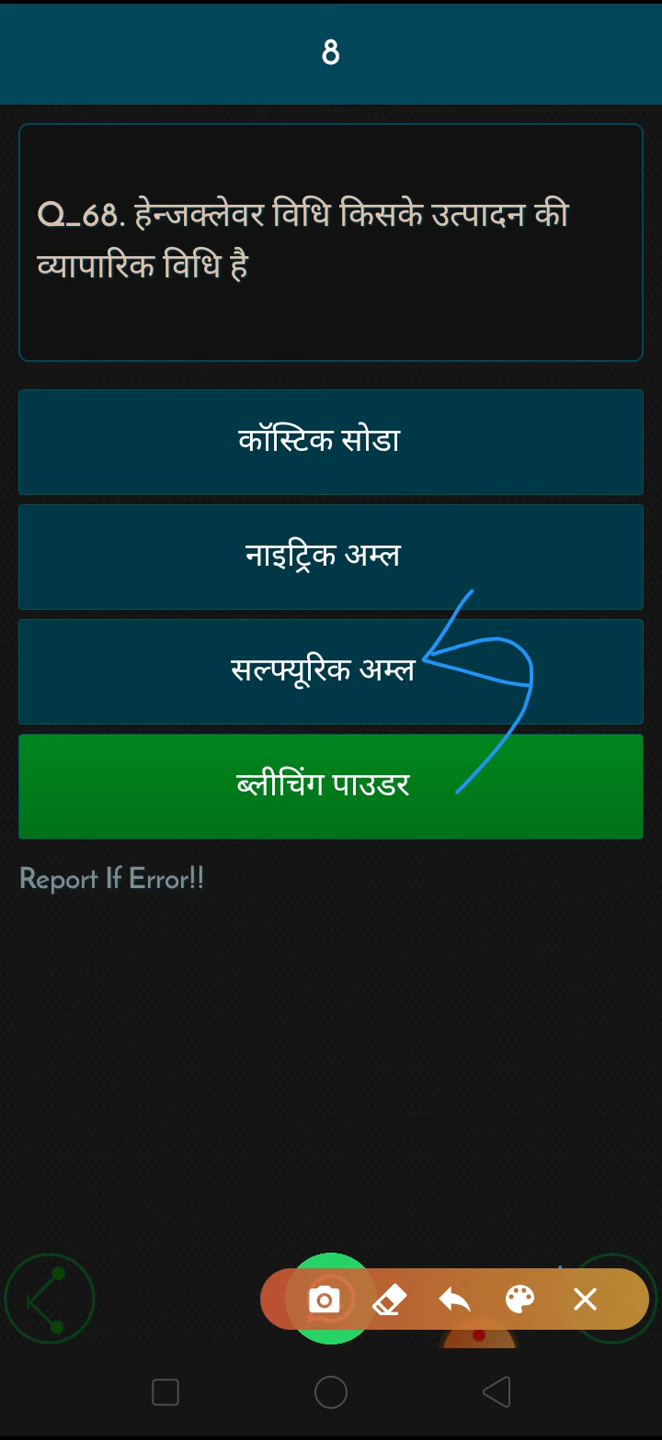 8
Q_68. हेन्जक्लेवर विधि किसके उत्पादन की
व्यापारिक विधि है
कॉस्टिक सोडा
नाइट्रिक अम्ल
सल्फ्यूरिक अम्ल
ब्लीचिंग पाउडर
Report If Error!!